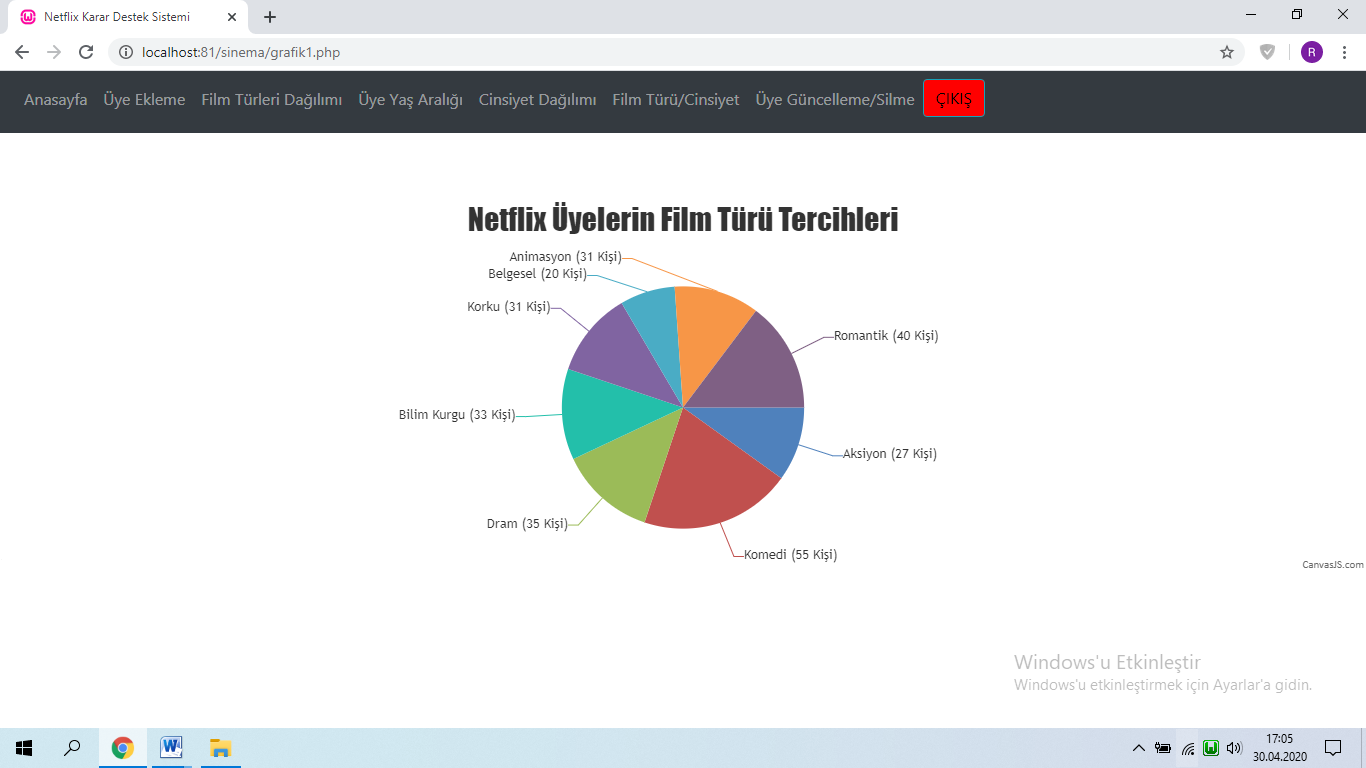 Netflix Karar Destek Sistemi
localhost:81/sinema/grafik1.php
R
Anasayfa Üye Ekleme Film Türleri Dağılımı Üye Yaş Aralığı Cinsiyet Dağılımı Film Türü/Cinsiyet Üye Güncelleme/Silme ÇIKIŞ
Netflix Üyelerin Film Türü Tercihleri
Animasyon (31 Kişi)
Belgesel (20 Kişi)
Korku (31 Kişi)
Romantik (40 Kişi)
Bilim Kurgu (33 Kişi)
Aksiyon (27 Kişi)
Dram (35 Kişi)
Komedi (55 Kişi)
CanvasJS.com
Windows'u Etkinleştir
Windows'u etkinleştirmek için Ayarlar'a gidin.
17:05
30.04.2020